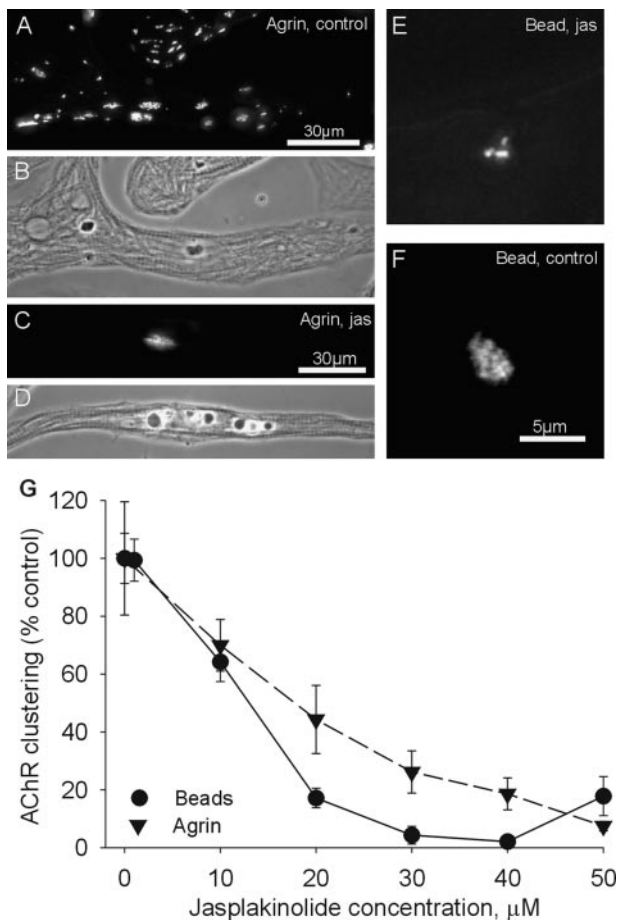 A
Agrin, control
30µm
B
C
Agrin, jas
30µm
D
E
Bead, jas
F
Bead, control
5µm
G
AChR clustering (% control)
120
100
80
60
40
20
0
Beads
Agrin
0 10 20 30 40 50
Jasplakinolide concentration, µM